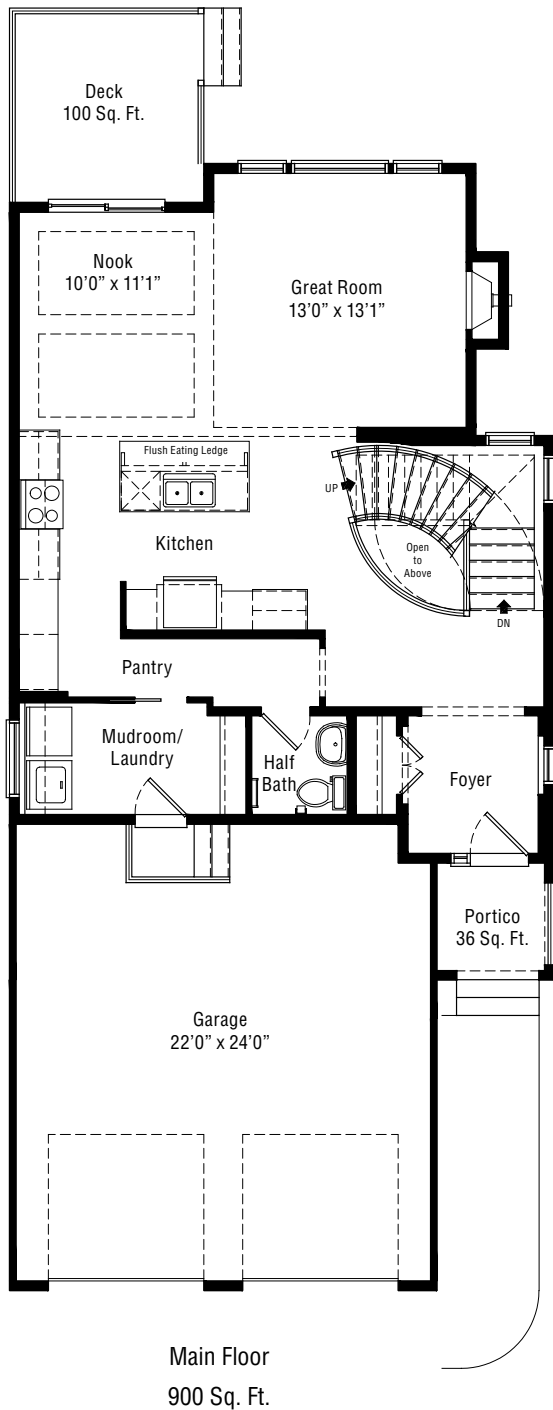 Deck
100 Sq. Ft.
Nook
10’0” x 11’1”
Great Room
13’0” x 13’1”
Flush Eating Ledge
UP
Kitchen
Open
to
Above
DN
Pantry
Mudroom/
Laundry
Half
Bath
Foyer
Portico
36 Sq. Ft.
Garage
22’0” x 24’0”
Main Floor
900 Sq. Ft.